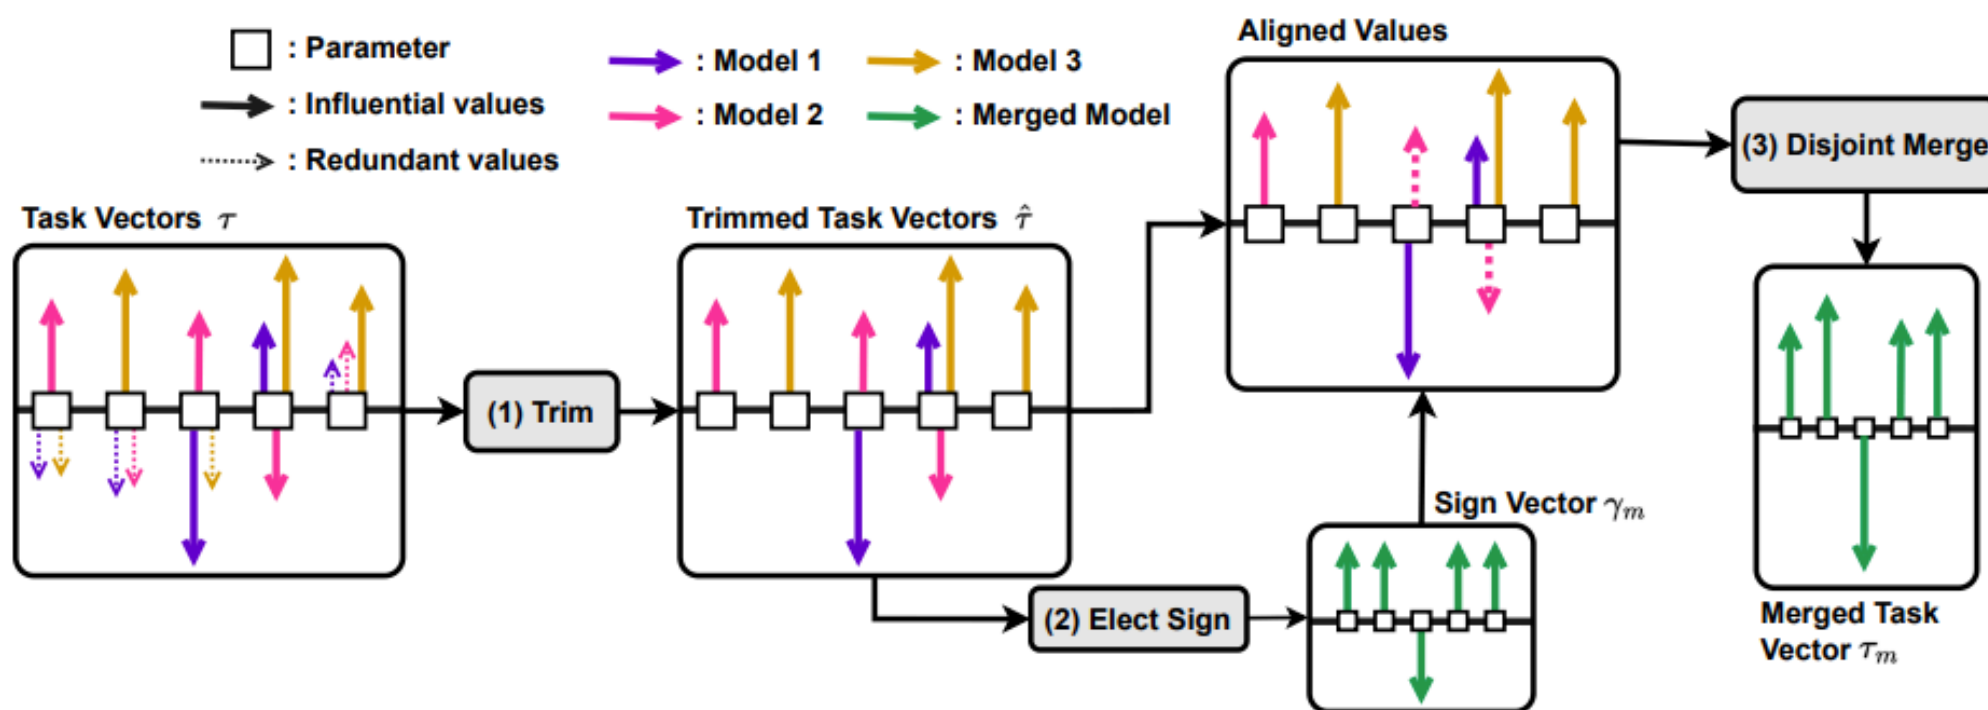 : Parameter
: Influential values
: Redundant values
: Model 1
: Model 2
: Model 3
: Merged Model
Task Vectors τ
(1) Trim
Trimmed Task Vectors τ̂
(2) Elect Sign
Sign Vector γₘ
Aligned Values
(3) Disjoint Merge
Merged Task
Vector τₘ